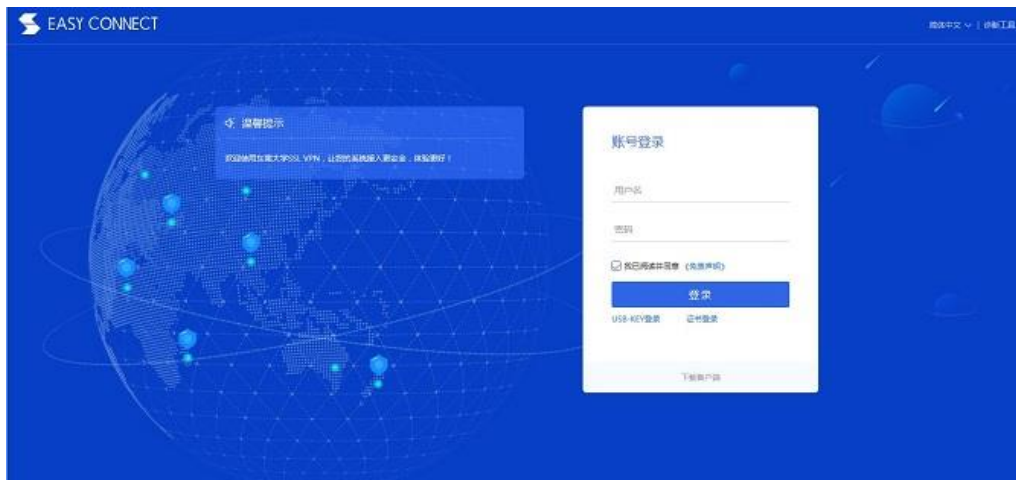 EASY CONNECT
简体中文 | 诊断工具
温馨提示
欢迎使用东南大学SSL VPN，让您的系统接入更安全，体验更好！
账号登录
用户名
密码
我已阅读并同意 (免责声明)
登录
USB-KEY登录 证书登录
下载客户端